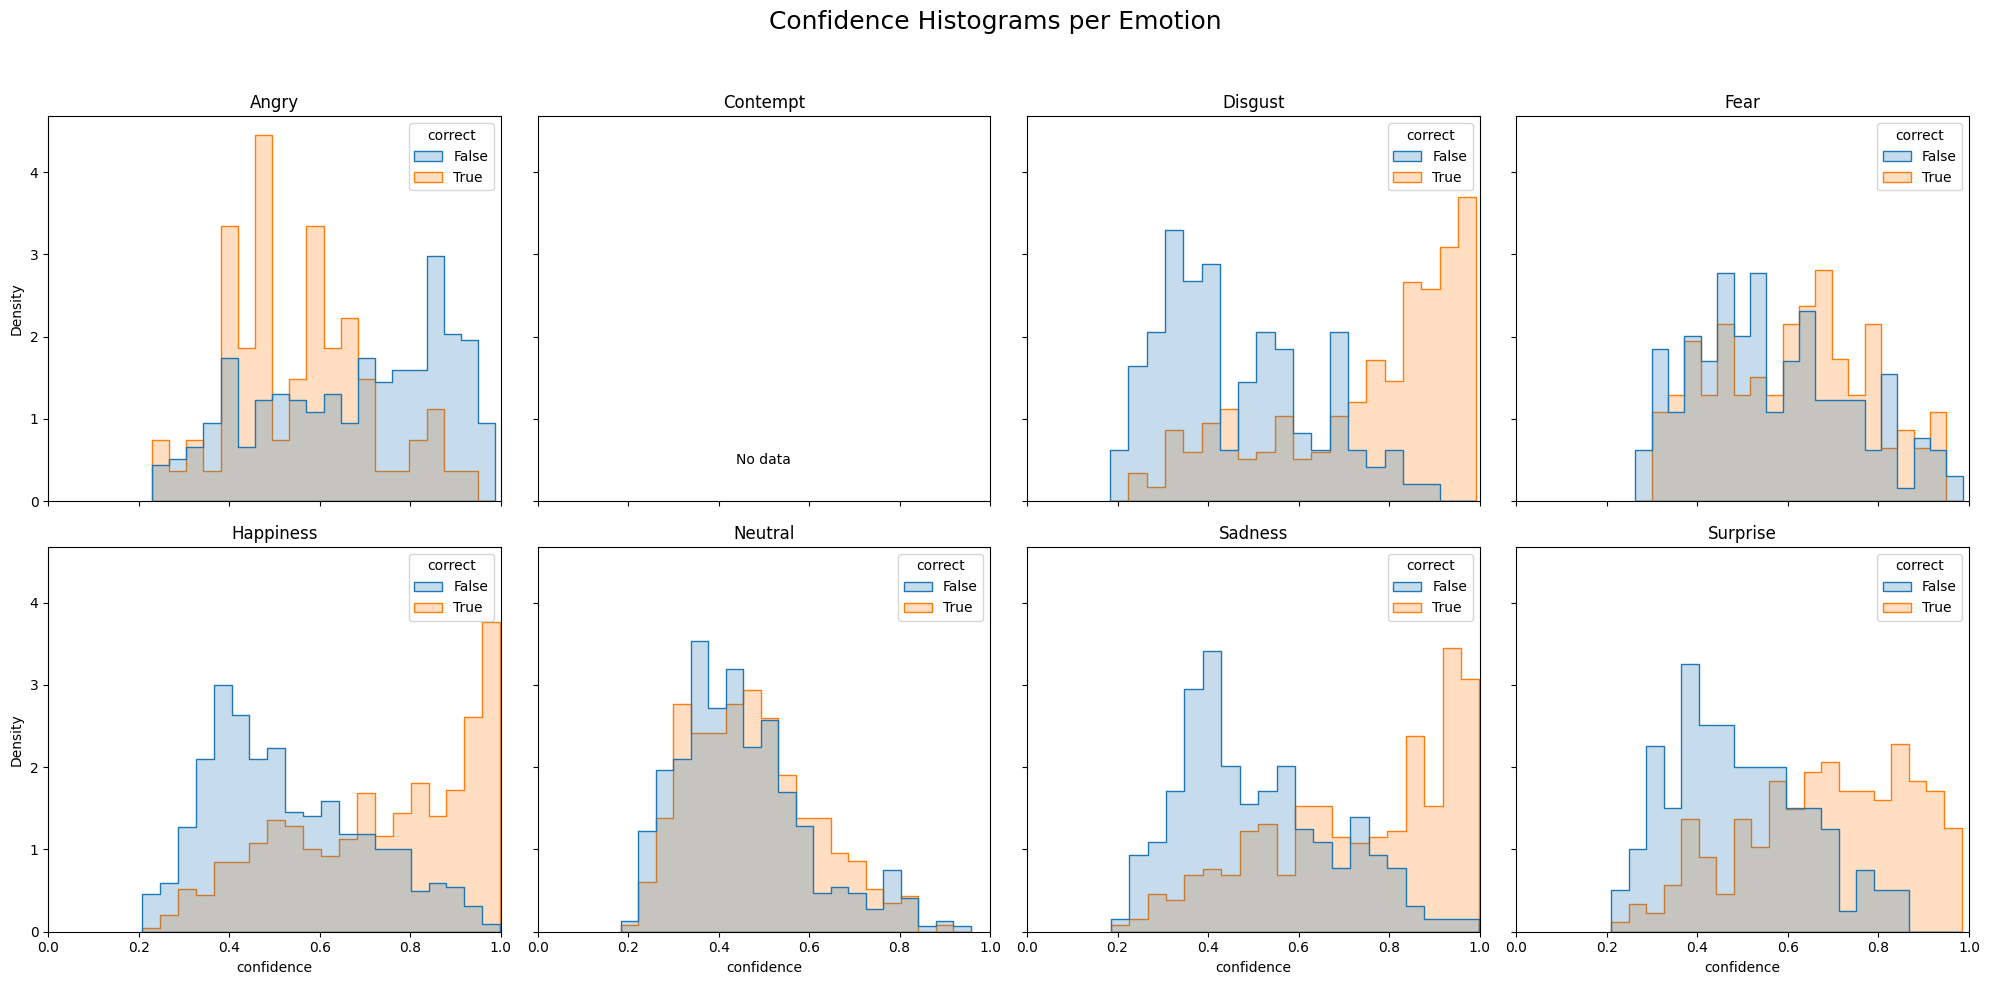 Confidence Histograms per Emotion
Angry
Contempt
Disgust
Fear
Density
4
3
2
1
0
correct
False
True
No data
correct
False
True
correct
False
True
Happiness
Neutral
Sadness
Surprise
Density
4
3
2
1
0
correct
False
True
correct
False
True
correct
False
True
correct
False
True
0.0 0.2 0.4 0.6 0.8 1.0
0.0 0.2 0.4 0.6 0.8 1.0
0.0 0.2 0.4 0.6 0.8 1.0
0.0 0.2 0.4 0.6 0.8 1.0
confidence
confidence
confidence
confidence